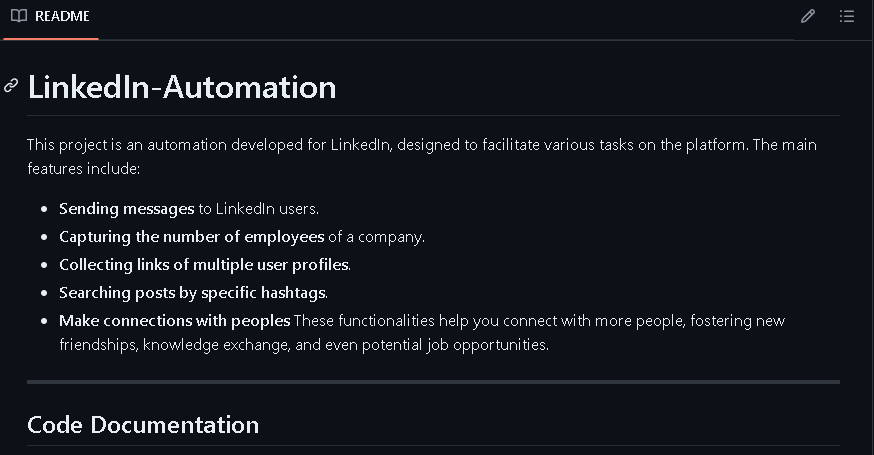 README
LinkedIn-Automation
This project is an automation developed for LinkedIn, designed to facilitate various tasks on the platform. The main
features include:
Sending messages to LinkedIn users.
Capturing the number of employees of a company.
Collecting links of multiple user profiles.
Searching posts by specific hashtags.
Make connections with peoples These functionalities help you connect with more people, fostering new
friendships, knowledge exchange, and even potential job opportunities.
Code Documentation